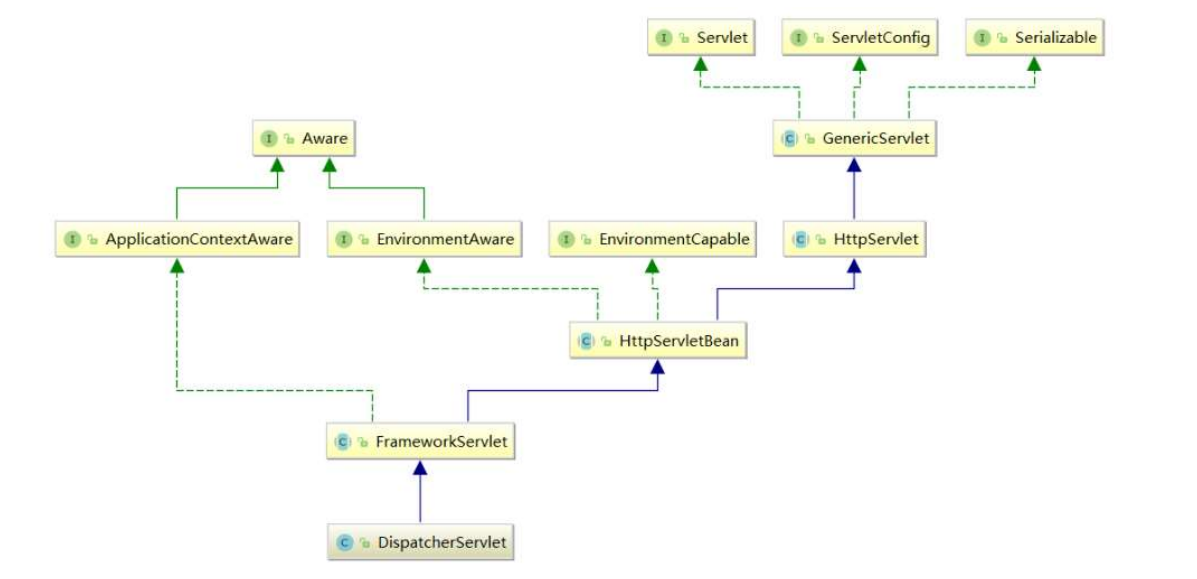 I Servlet
I ServletConfig
I Serializable
I Aware
C GenericServlet
I ApplicationContextAware
I EnvironmentAware
I EnvironmentCapable
C HttpServlet
C HttpServletBean
C FrameworkServlet
C DispatcherServlet